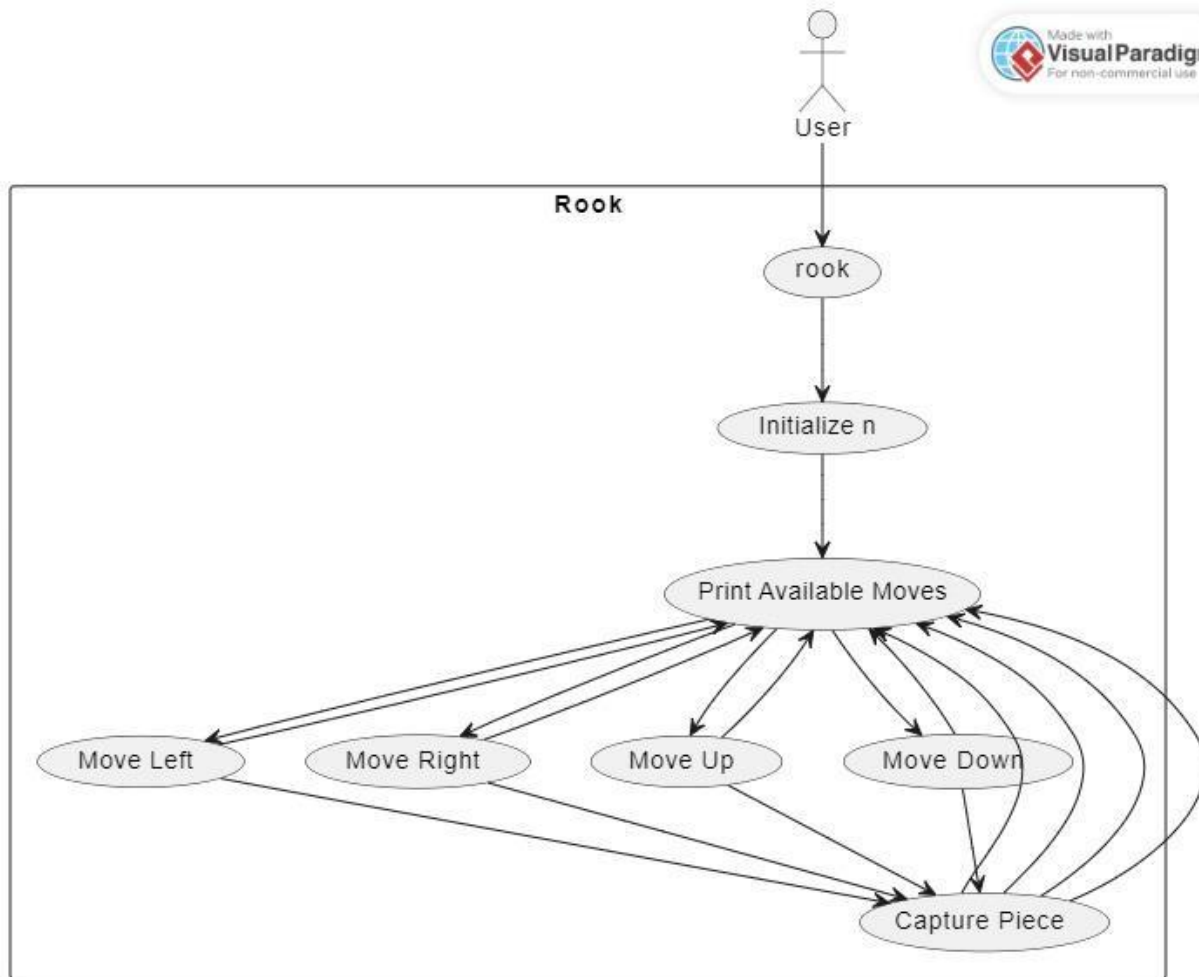 Made with
Visual Paradigm
For non-commercial use
User
Rook
rook
Initialize n
Print Available Moves
Move Left
Move Right
Move Up
Move Down
Capture Piece